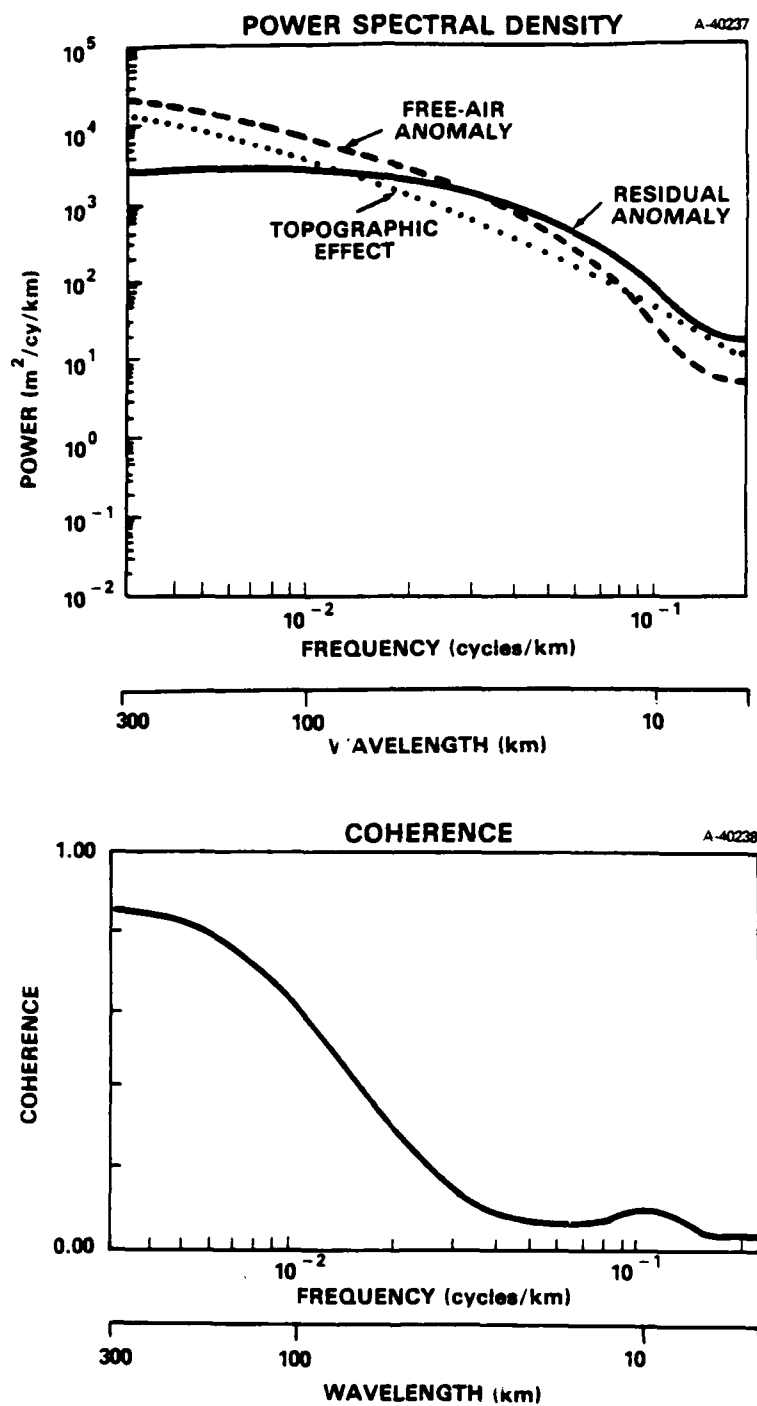 POWER SPECTRAL DENSITY
A-40237
10^5
10^4
10^3
10^2
10^1
10^0
10^-1
10^-2
POWER (m^2/cy/km)
FREE-AIR
ANOMALY
TOPOGRAPHIC
EFFECT
RESIDUAL
ANOMALY
10^-2
10^-1
FREQUENCY (cycles/km)
300
100
10
WAVELENGTH (km)
COHERENCE
A-40238
1.00
0.00
COHERENCE
10^-2
10^-1
FREQUENCY (cycles/km)
300
100
10
WAVELENGTH (km)